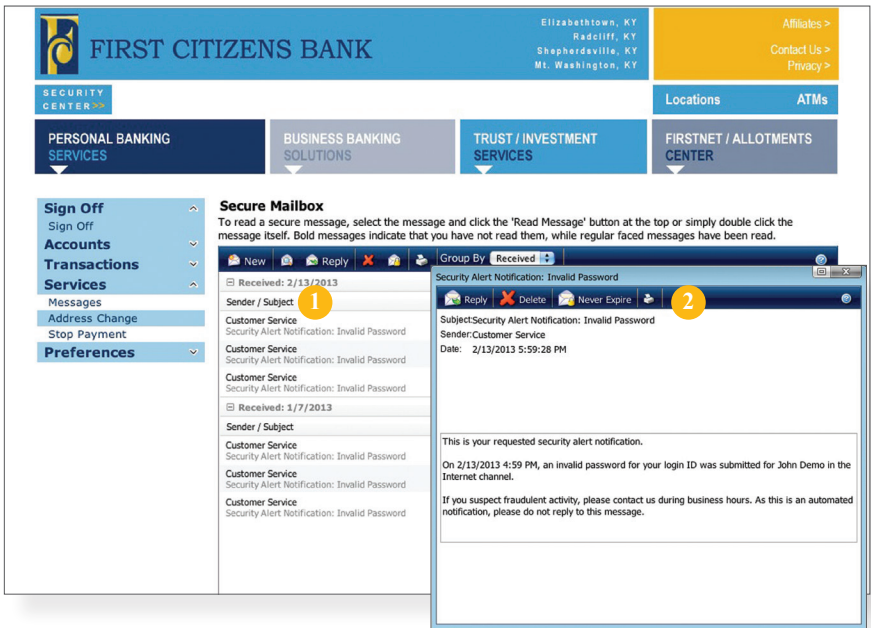 FIRST CITIZENS BANK
Elizabethtown, KY
Radcliff, KY
Shepherdsville, KY
Mt. Washington, KY
Affiliates >
Contact Us >
Privacy >
SECURITY
CENTER>>
Locations ATMs
PERSONAL BANKING
SERVICES
BUSINESS BANKING
SOLUTIONS
TRUST / INVESTMENT
SERVICES
FIRSTNET / ALLOTMENTS
CENTER
Sign Off
Sign Off
Accounts
Transactions
Services
Messages
Address Change
Stop Payment
Preferences
Secure Mailbox
To read a secure message, select the message and click the 'Read Message' button at the
top or simply double click the
message itself. Bold messages indicate that you have not read them, while regular faced
messages have been read.
New Reply Group By Received
Received: 2/13/2013
Sender / Subject
1
Customer Service
Security Alert Notification: Invalid Password
Customer Service
Security Alert Notification: Invalid Password
Customer Service
Security Alert Notification: Invalid Password
Received: 1/7/2013
Sender / Subject
Customer Service
Security Alert Notification: Invalid Password
Customer Service
Security Alert Notification: Invalid Password
Customer Service
Security Alert Notification: Invalid Password
Security Alert Notification: Invalid Password
Reply Delete Never Expire
2
Subject:Security Alert Notification: Invalid Password
Sender:Customer Service
Date: 2/13/2013 5:59:28 PM
This is your requested security alert notification.
On 2/13/2013 4:59 PM, an invalid password for your login ID was submitted for John Demo in the
Internet channel.
If you suspect fraudulent activity, please contact us during business hours. As this is an automated
notification, please do not reply to this message.